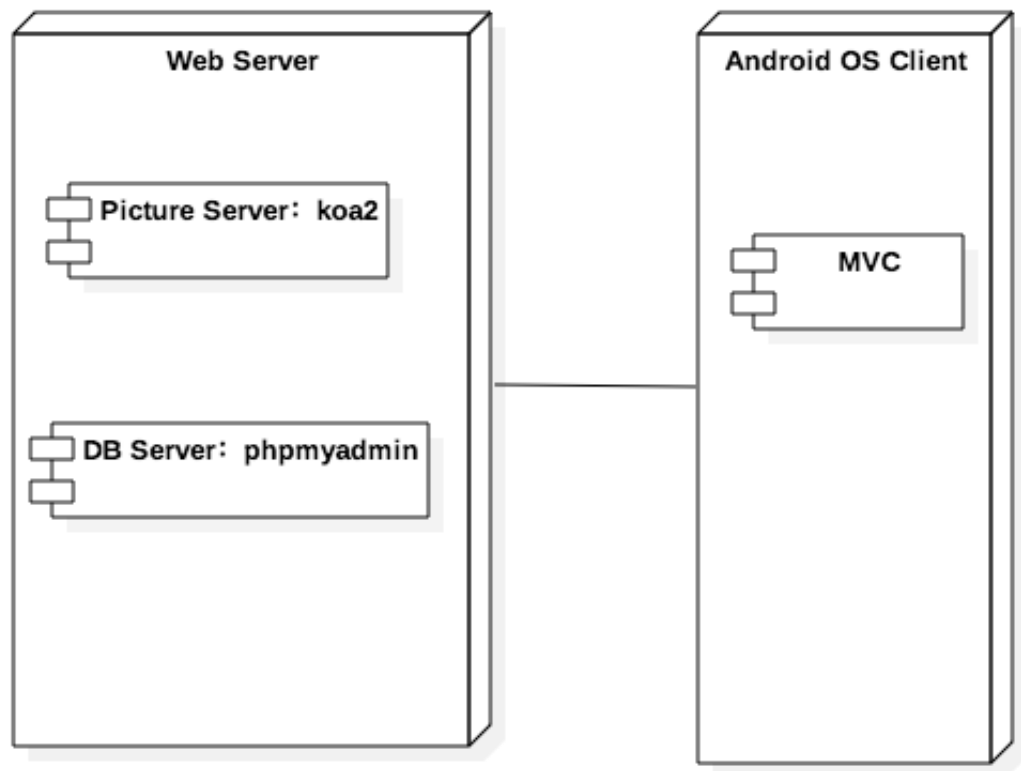 Web Server
Picture Server：koa2
DB Server：phpmyadmin
Android OS Client
MVC